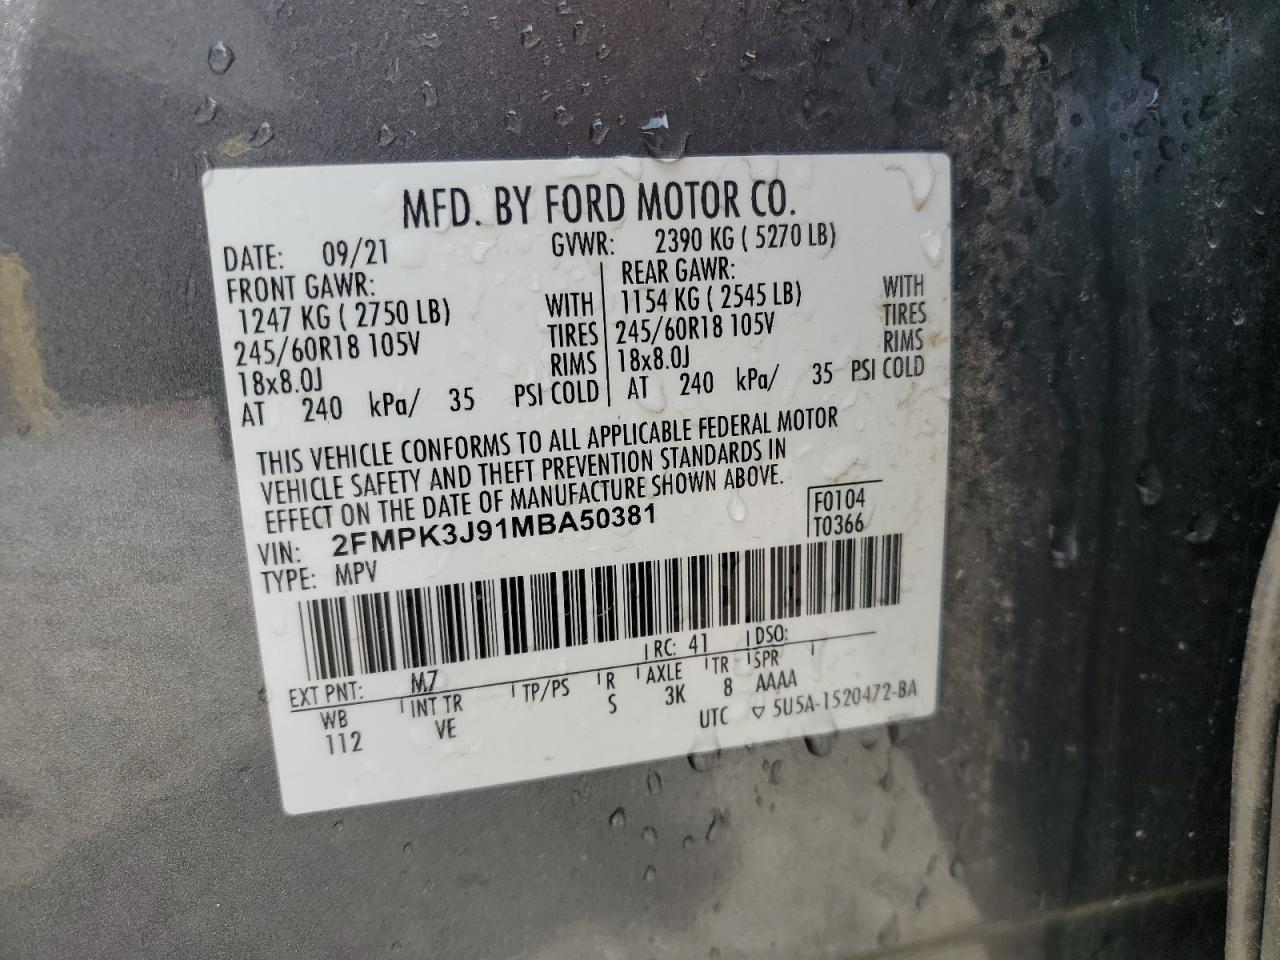 MFD. BY FORD MOTOR CO.
DATE: 09/21 GVWR: 2390 KG ( 5270 LB)
FRONT GAWR: REAR GAWR:
1247 KG ( 2750 LB) WITH 1154 KG ( 2545 LB) WITH
245/60R18 105V TIRES 245/60R18 105V TIRES
18x8.0J RIMS 18x8.0J RIMS
AT 240 kPa/ 35 PSI COLD AT 240 kPa/ 35 PSI COLD
THIS VEHICLE CONFORMS TO ALL APPLICABLE FEDERAL MOTOR
VEHICLE SAFETY AND THEFT PREVENTION STANDARDS IN
EFFECT ON THE DATE OF MANUFACTURE SHOWN ABOVE.
VIN: 2FMPK3J91MBA50381 F0104
TYPE: MPV T0366
EXT PNT: M7 RC: 41 DSO:
WB INT TR TP/PS R AXLE TR SPR
112 VE S 3K 8 AAAA
UTC ▽ 5U5A-1520472-BA